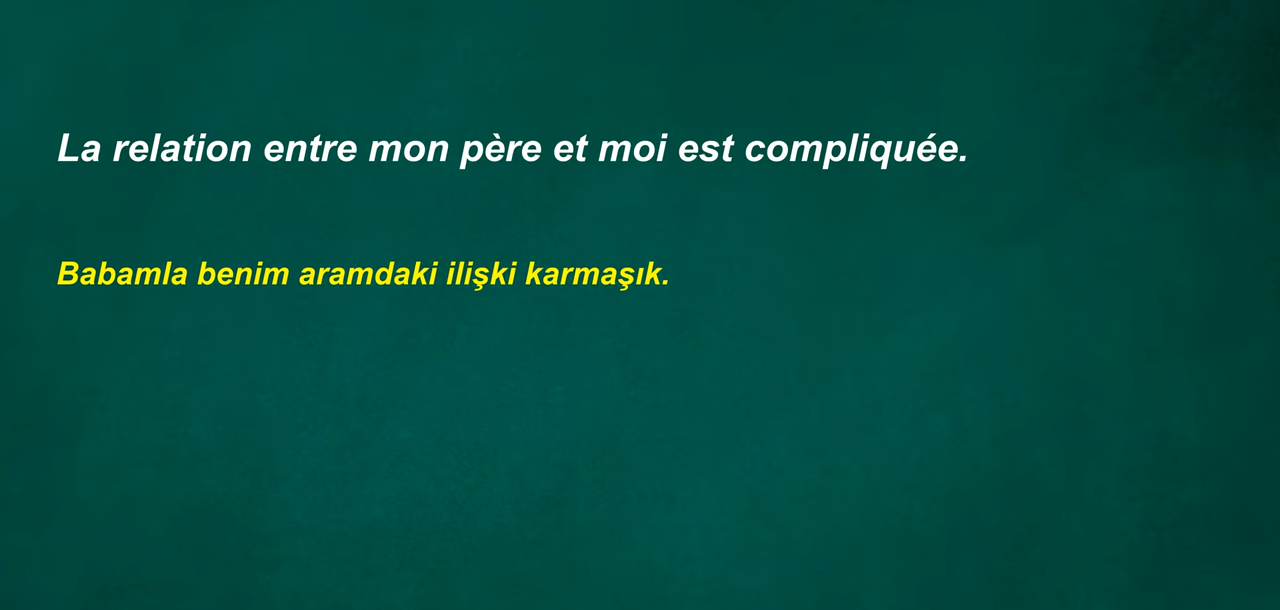 La relation entre mon père et moi est compliquée.
Babamla benim aramdaki ilişki karmaşık.